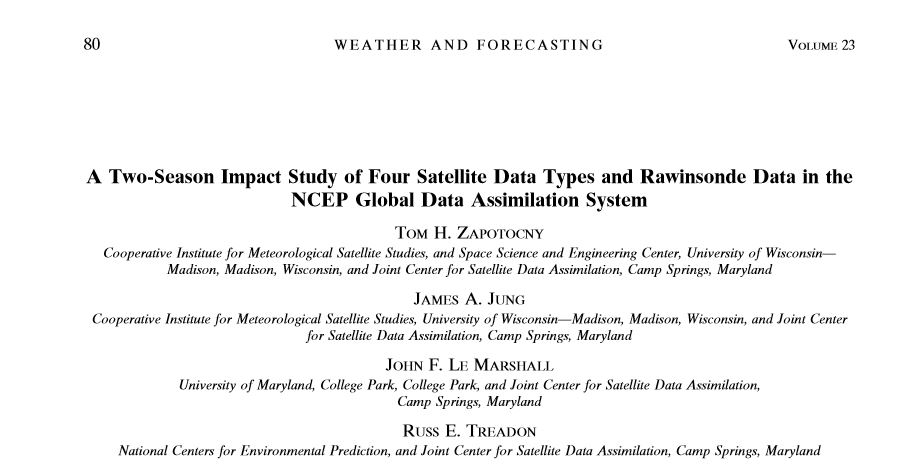 80 WEATHER AND FORECASTING VOLUME 23
A Two-Season Impact Study of Four Satellite Data Types and Rawinsonde Data in the
NCEP Global Data Assimilation System
TOM H. ZAPOTOCNY
Cooperative Institute for Meteorological Satellite Studies, and Space Science and Engineering Center, University of Wisconsin—
Madison, Madison, Wisconsin, and Joint Center for Satellite Data Assimilation, Camp Springs, Maryland
JAMES A. JUNG
Cooperative Institute for Meteorological Satellite Studies, University of Wisconsin—Madison, Madison, Wisconsin, and Joint Center
for Satellite Data Assimilation, Camp Springs, Maryland
JOHN F. LE MARSHALL
University of Maryland, College Park, College Park, and Joint Center for Satellite Data Assimilation,
Camp Springs, Maryland
RUSS E. TREADON
National Centers for Environmental Prediction, and Joint Center for Satellite Data Assimilation, Camp Springs, Maryland